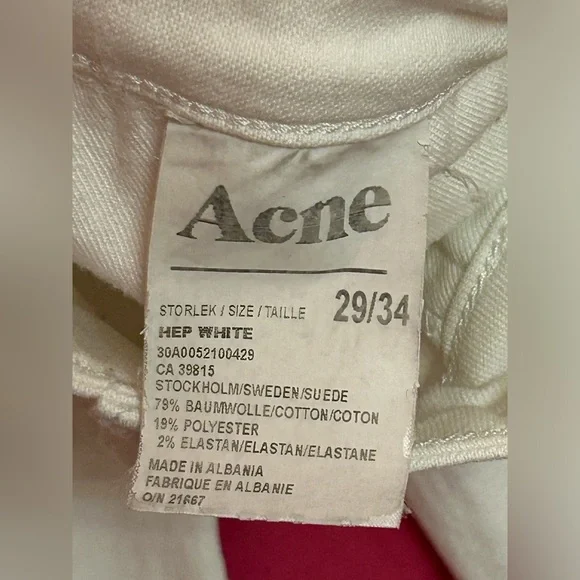 Acne
STORLEK / SIZE / TAILLE 29/34
HEP WHITE
30A0052100429
CA 39815
STOCKHOLM/SWEDEN/SUEDE
79% BAUMWOLLE/COTTON/COTON
19% POLYESTER
2% ELASTAN/ELASTAN/ELASTANE
MADE IN ALBANIA
FABRIQUE EN ALBANIE
O/N 21667